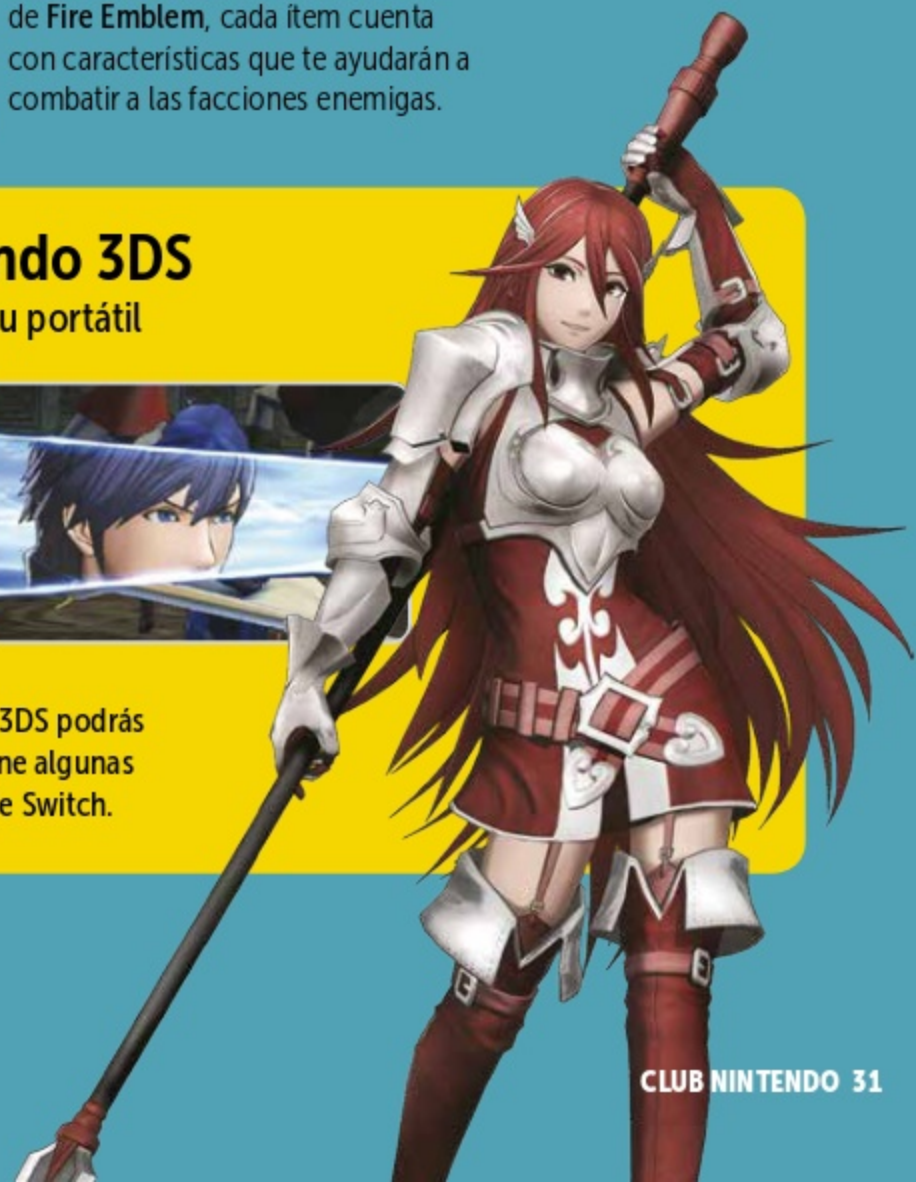 de Fire Emblem, cada ítem cuenta
con características que te ayudarán a
combatir a las facciones enemigas.
ndo 3DS
u portátil
3DS podrás
ne algunas
e Switch.
CLUB NINTENDO 31